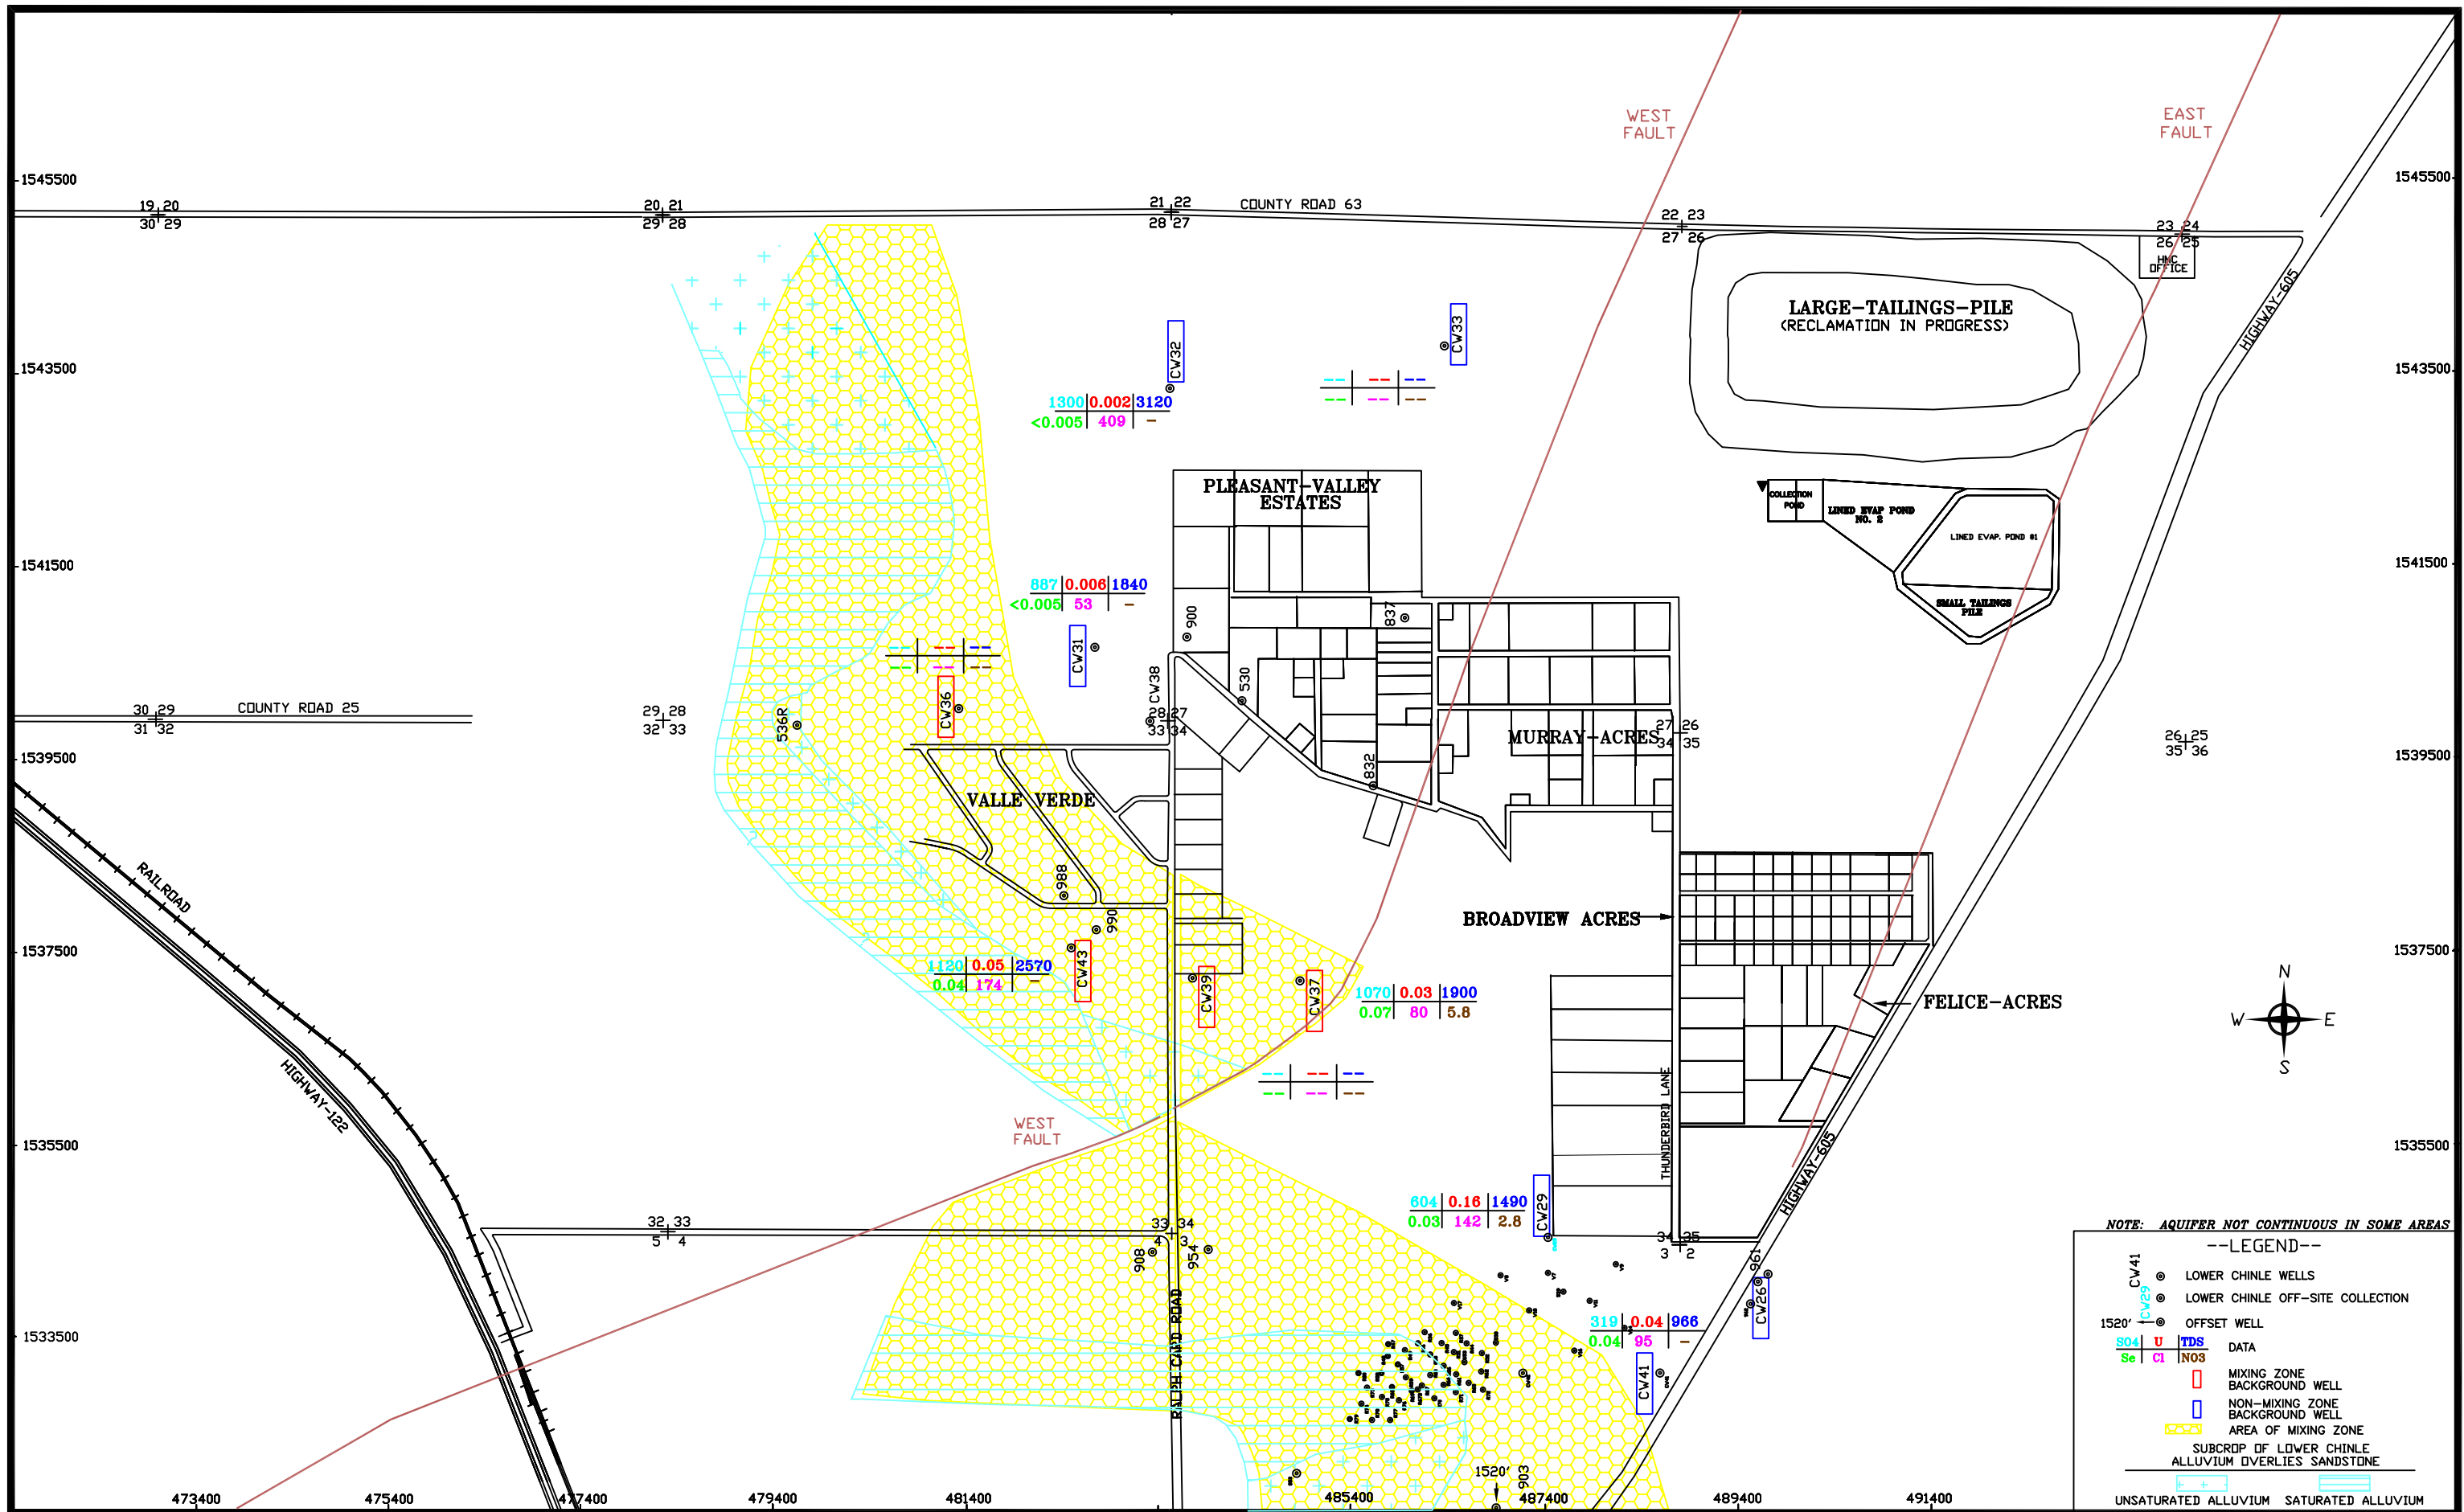 WEST
FAULT
EAST
FAULT
1545500
1545500
19 20
30 29
20 21
29 28
21 22
28 27
COUNTY ROAD 63
22 23
27 26
23 24
26 25
HMC
OFFICE
HIGHWAY-605
LARGE-TAILINGS-PILE
(RECLAMATION IN PROGRESS)
CW32
CW33
1543500
1543500
1300 0.002 3120
<0.005 409 -
-- -- --
-- -- --
PLEASANT-VALLEY
ESTATES
COLLECTION
POND
LINED EVAP POND
NO. 2
LINED EVAP. POND #1
SMALL TAILINGS
PILE
1541500
1541500
887 0.006 1840
<0.005 53 -
CW31
900
837
-- -- --
-- -- --
CW36
CW38
530
30 29
31 32
COUNTY ROAD 25
29 28
32 33
536R
28 27
33 34
MURRAY-ACRES
27 26
34 35
26 25
35 36
1539500
1539500
832
VALLE VERDE
RAILROAD
988
990
BROADVIEW ACRES
1537500
1537500
1120 0.05 2570
0.04 174 -
CW43
CW39
CW37
1070 0.03 1900
0.07 80 5.8
FELICE-ACRES
N
W E
S
HIGHWAY-122
-- -- --
-- -- --
THUNDERBIRD LANE
WEST
FAULT
1535500
1535500
HIGHWAY-605
604 0.16 1490
0.03 142 2.8
CW29
32 33
5 4
33 34
4 3
34 35
3 2
908
954
961
CW26
RALPH CARD ROAD
1533500
319 0.04 966
0.04 95 -
CW41
1520'
903
473400
475400
477400
479400
481400
485400
487400
489400
491400
NOTE: AQUIFER NOT CONTINUOUS IN SOME AREAS
--LEGEND--
CW41
LOWER CHINLE WELLS
CW29
LOWER CHINLE OFF-SITE COLLECTION
1520'
OFFSET WELL
SO4 U TDS
Se Cl NO3
DATA
MIXING ZONE
BACKGROUND WELL
NON-MIXING ZONE
BACKGROUND WELL
AREA OF MIXING ZONE
SUBCROP OF LOWER CHINLE
ALLUVIUM OVERLIES SANDSTONE
UNSATURATED ALLUVIUM SATURATED ALLUVIUM